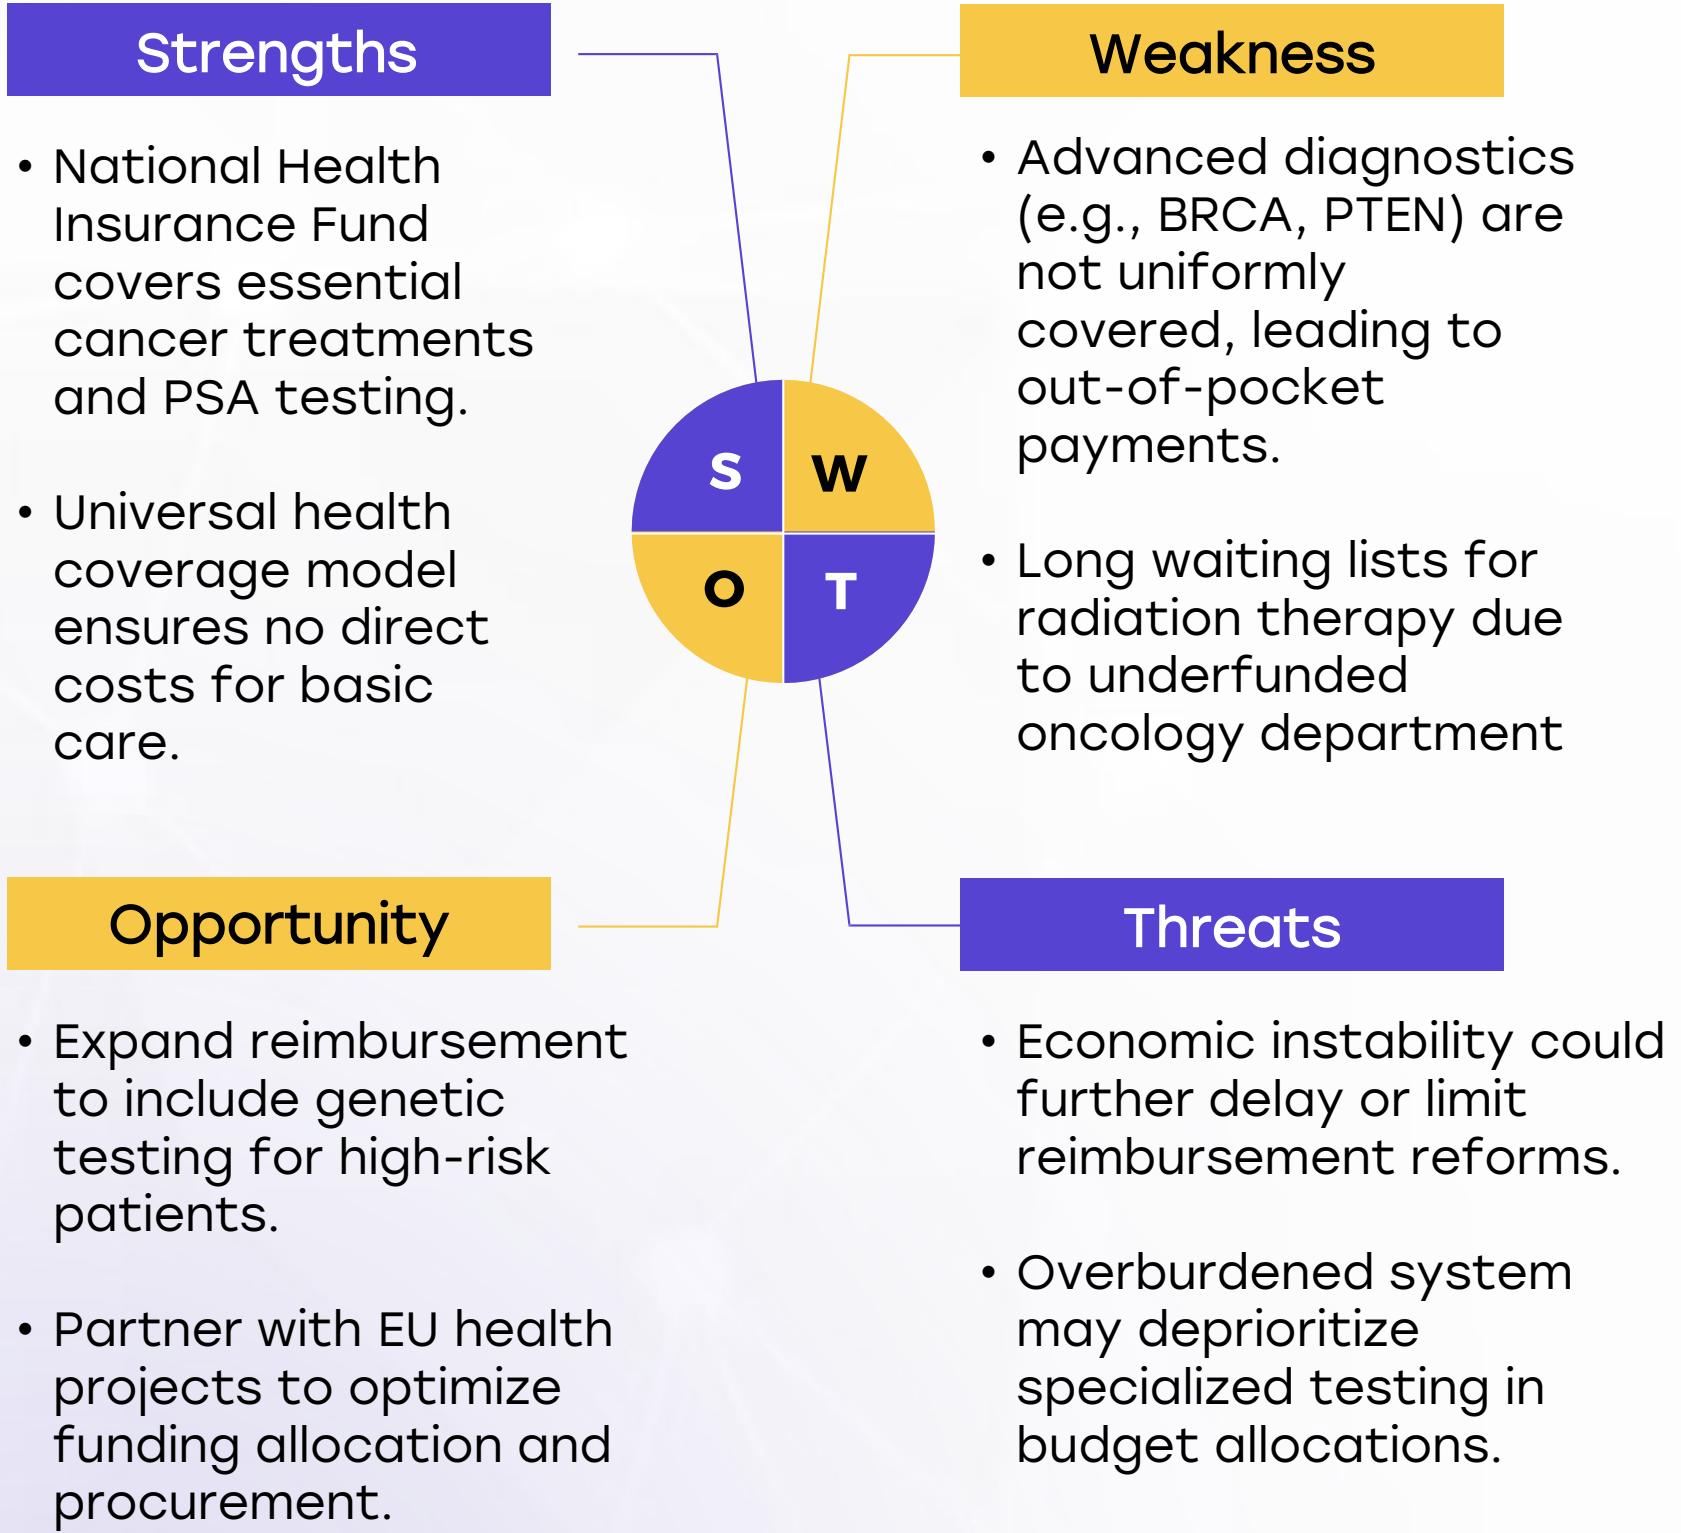 Strengths
• National Health
Insurance Fund
covers essential
cancer treatments
and PSA testing.
• Universal health
coverage model
ensures no direct
costs for basic
care.
Weakness
• Advanced diagnostics
(e.g., BRCA, PTEN) are
not uniformly
covered, leading to
out-of-pocket
payments.
• Long waiting lists for
radiation therapy due
to underfunded
oncology department
S
W
O
T
Opportunity
• Expand reimbursement
to include genetic
testing for high-risk
patients.
• Partner with EU health
projects to optimize
funding allocation and
procurement.
Threats
• Economic instability could
further delay or limit
reimbursement reforms.
• Overburdened system
may deprioritize
specialized testing in
budget allocations.